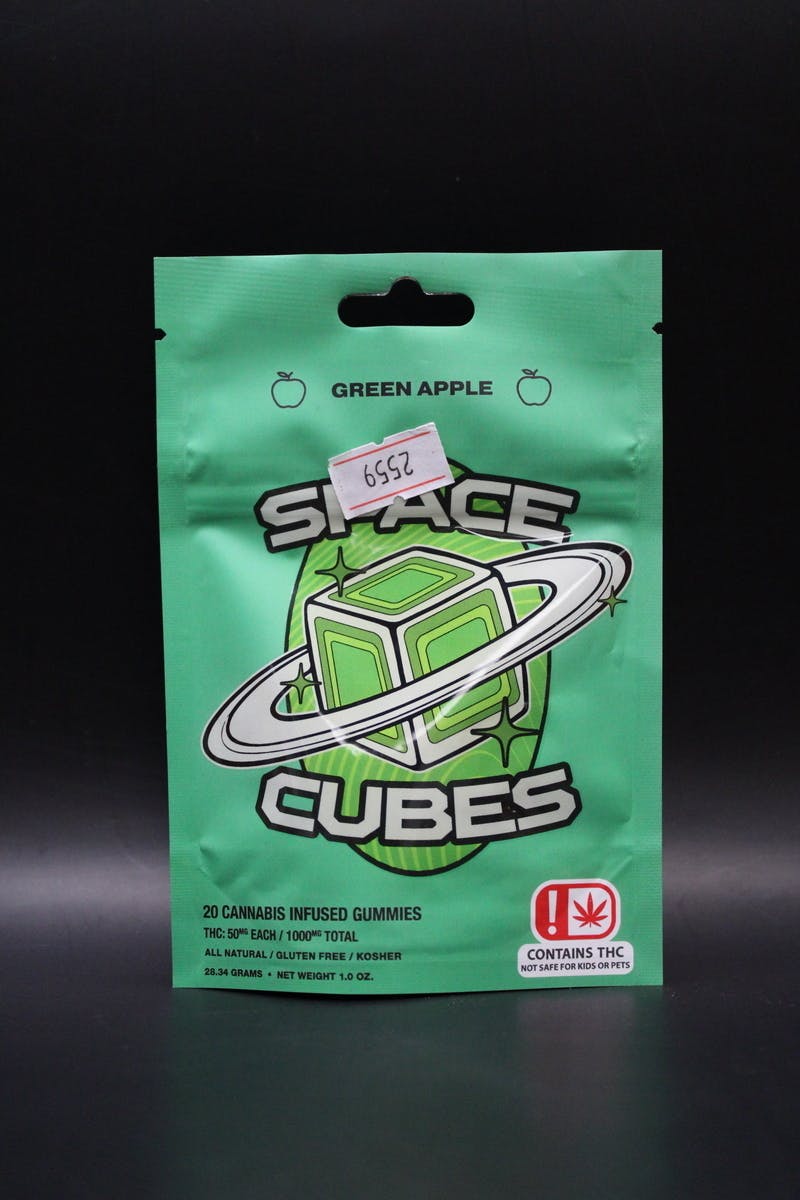 GREEN APPLE
2559
SPACE
CUBES
20 CANNABIS INFUSED GUMMIES
THC: 50MG EACH / 1000MG TOTAL
ALL NATURAL / GLUTEN FREE / KOSHER
28.34 GRAMS • NET WEIGHT 1.0 OZ.
!
CONTAINS THC
NOT SAFE FOR KIDS OR PETS